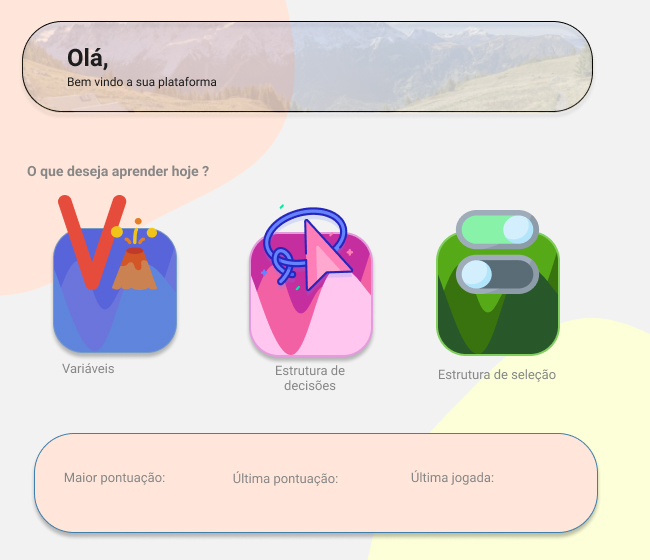 Olá,
Bem vindo a sua plataforma
O que deseja aprender hoje ?
V
Variáveis
Estrutura de
decisões
Estrutura de seleção
Maior pontuação:
Última pontuação:
Última jogada: